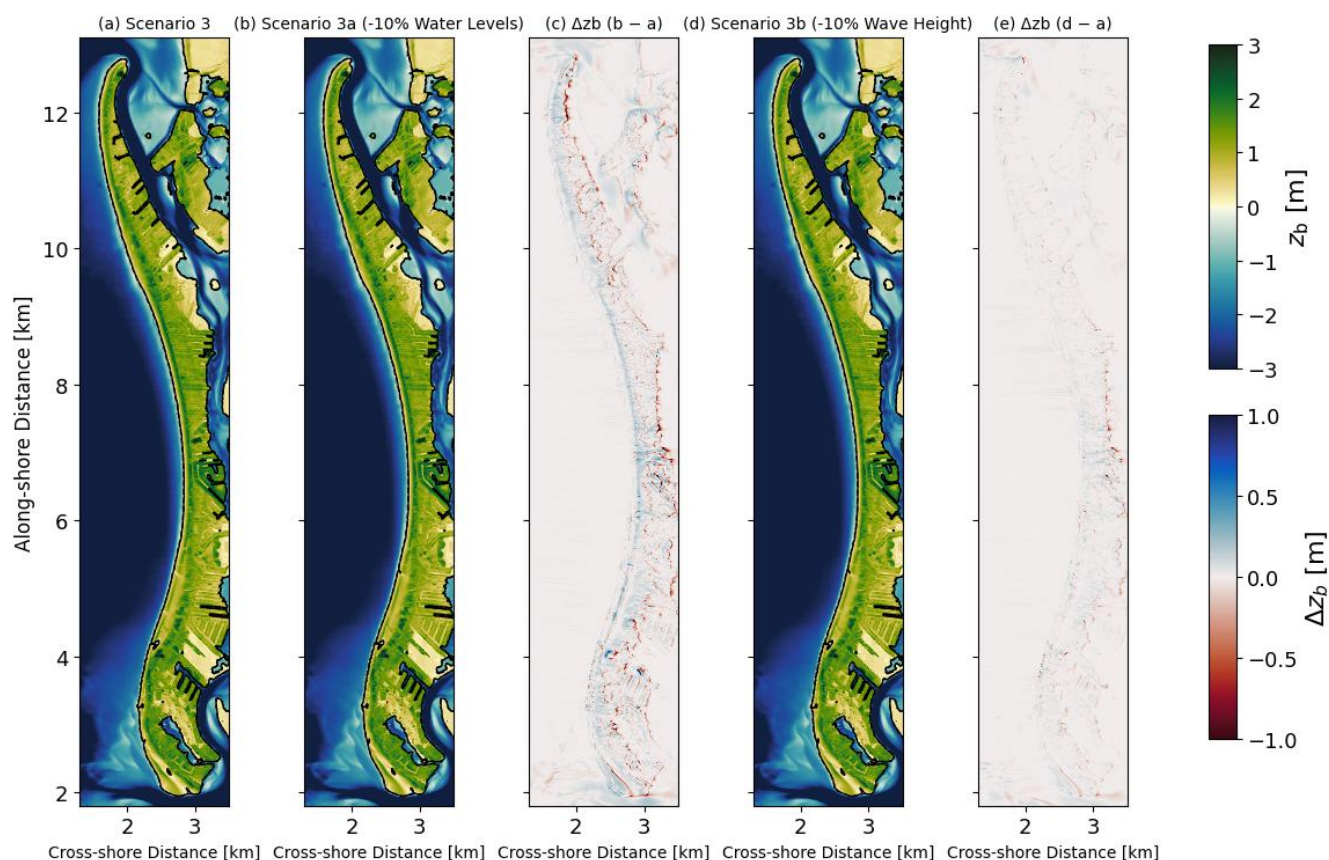 (a) Scenario 3
(b) Scenario 3a (-10% Water Levels)
(c) Δzb (b − a)
(d) Scenario 3b (-10% Wave Height)
(e) Δzb (d − a)
Along-shore Distance [km]
12
10
8
6
4
2
2 3
2 3
2 3
2 3
2 3
Cross-shore Distance [km]
Cross-shore Distance [km]
Cross-shore Distance [km]
Cross-shore Distance [km]
Cross-shore Distance [km]
3
2
1
0
−1
−2
−3
z_b [m]
1.0
0.5
0.0
−0.5
−1.0
Δz_b [m]